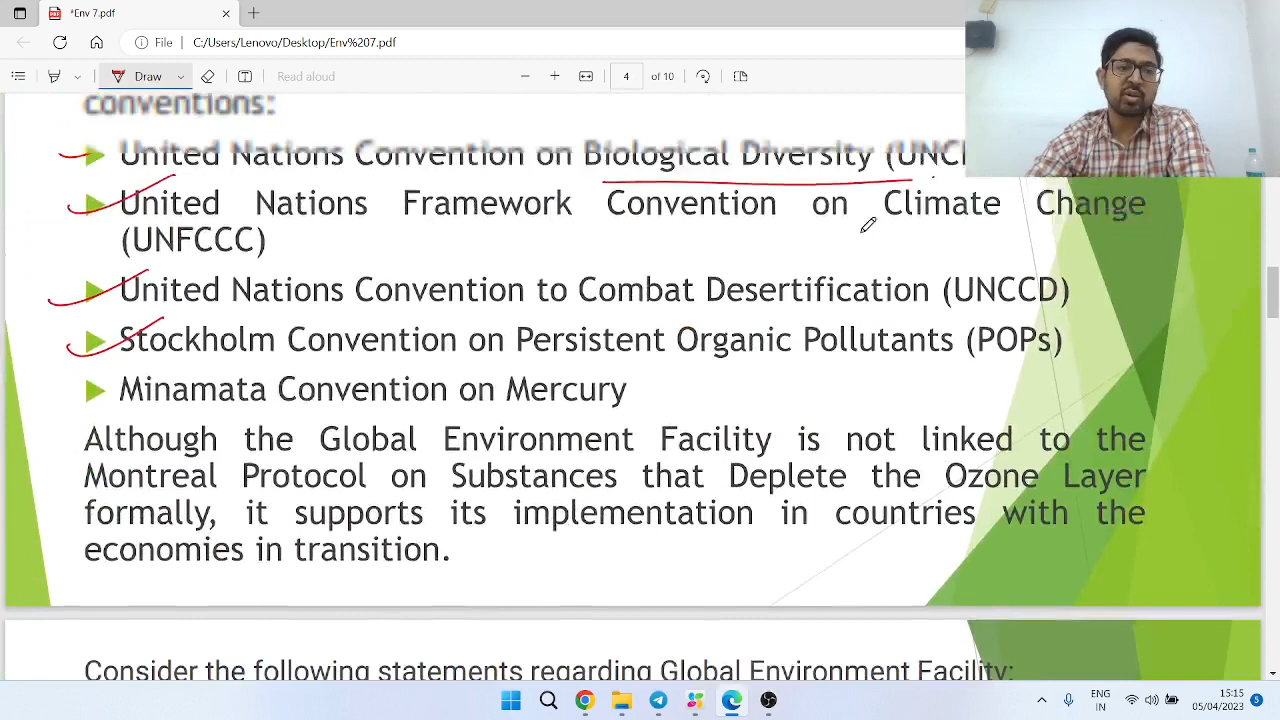 *Env 7.pdf
File C:/Users/Lenovo/Desktop/Env%207.pdf
Draw Read aloud 4 of 10
conventions:
United Nations Convention on Biological Diversity
United Nations Framework Convention on Climate Change
(UNFCCC)
United Nations Convention to Combat Desertification (UNCCD)
Stockholm Convention on Persistent Organic Pollutants (POPs)
Minamata Convention on Mercury
Although the Global Environment Facility is not linked to the
Montreal Protocol on Substances that Deplete the Ozone Layer
formally, it supports its implementation in countries with the
economies in transition.
Consider the following statements regarding Global Environment Facility:
ENG 15:15
IN 05/04/2023 5